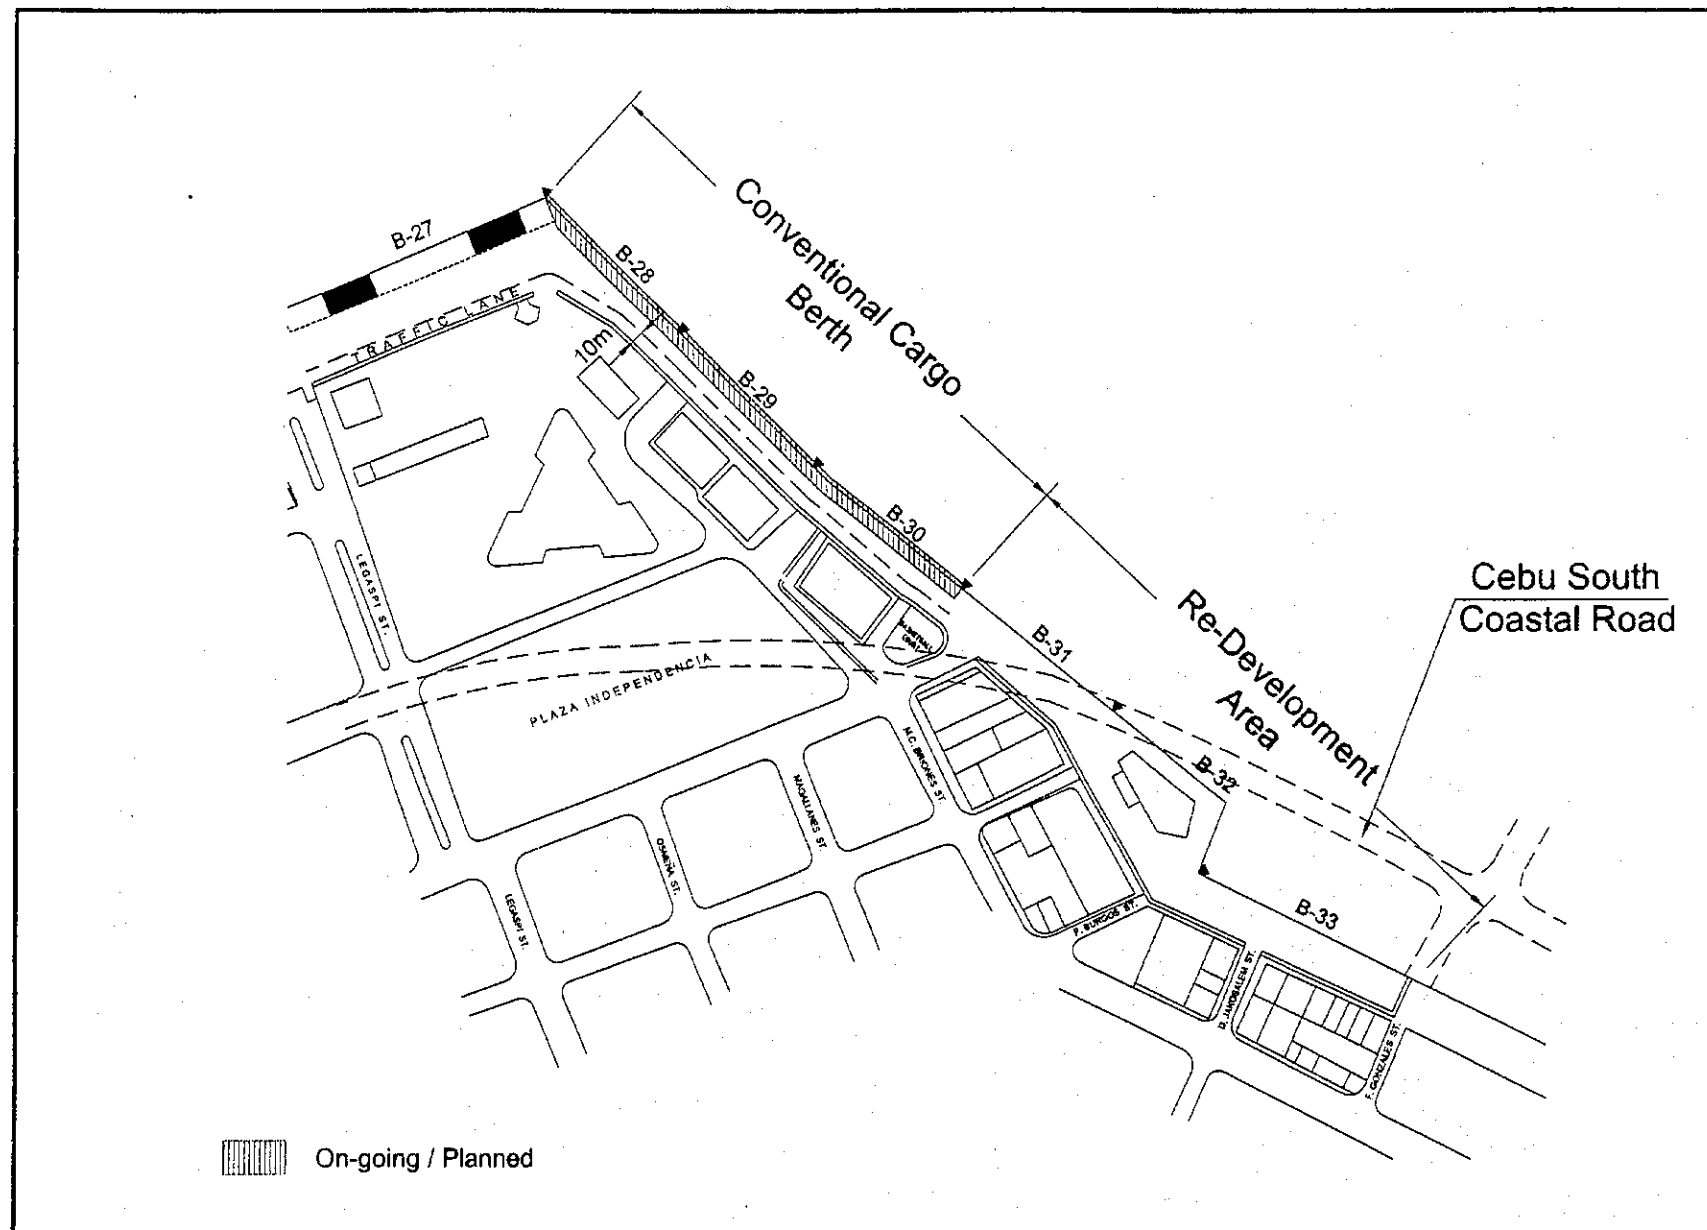 Conventional Cargo
Berth
B-27
B-28
TRAFFIC LANE
10m
B-29
B-30
LEGASPI ST.
Cebu South
Coastal Road
Re-Development
Area
B-31
BASKETBALL
COURT
PLAZA INDEPENDENCIA
M.C. BRIONES ST.
MAGALLANES ST.
B-32
OSMEÑA ST.
LEGASPI ST.
P. BURGOS ST.
B-33
D. JAKOSALEM ST.
F. GONZALES ST.
On-going / Planned